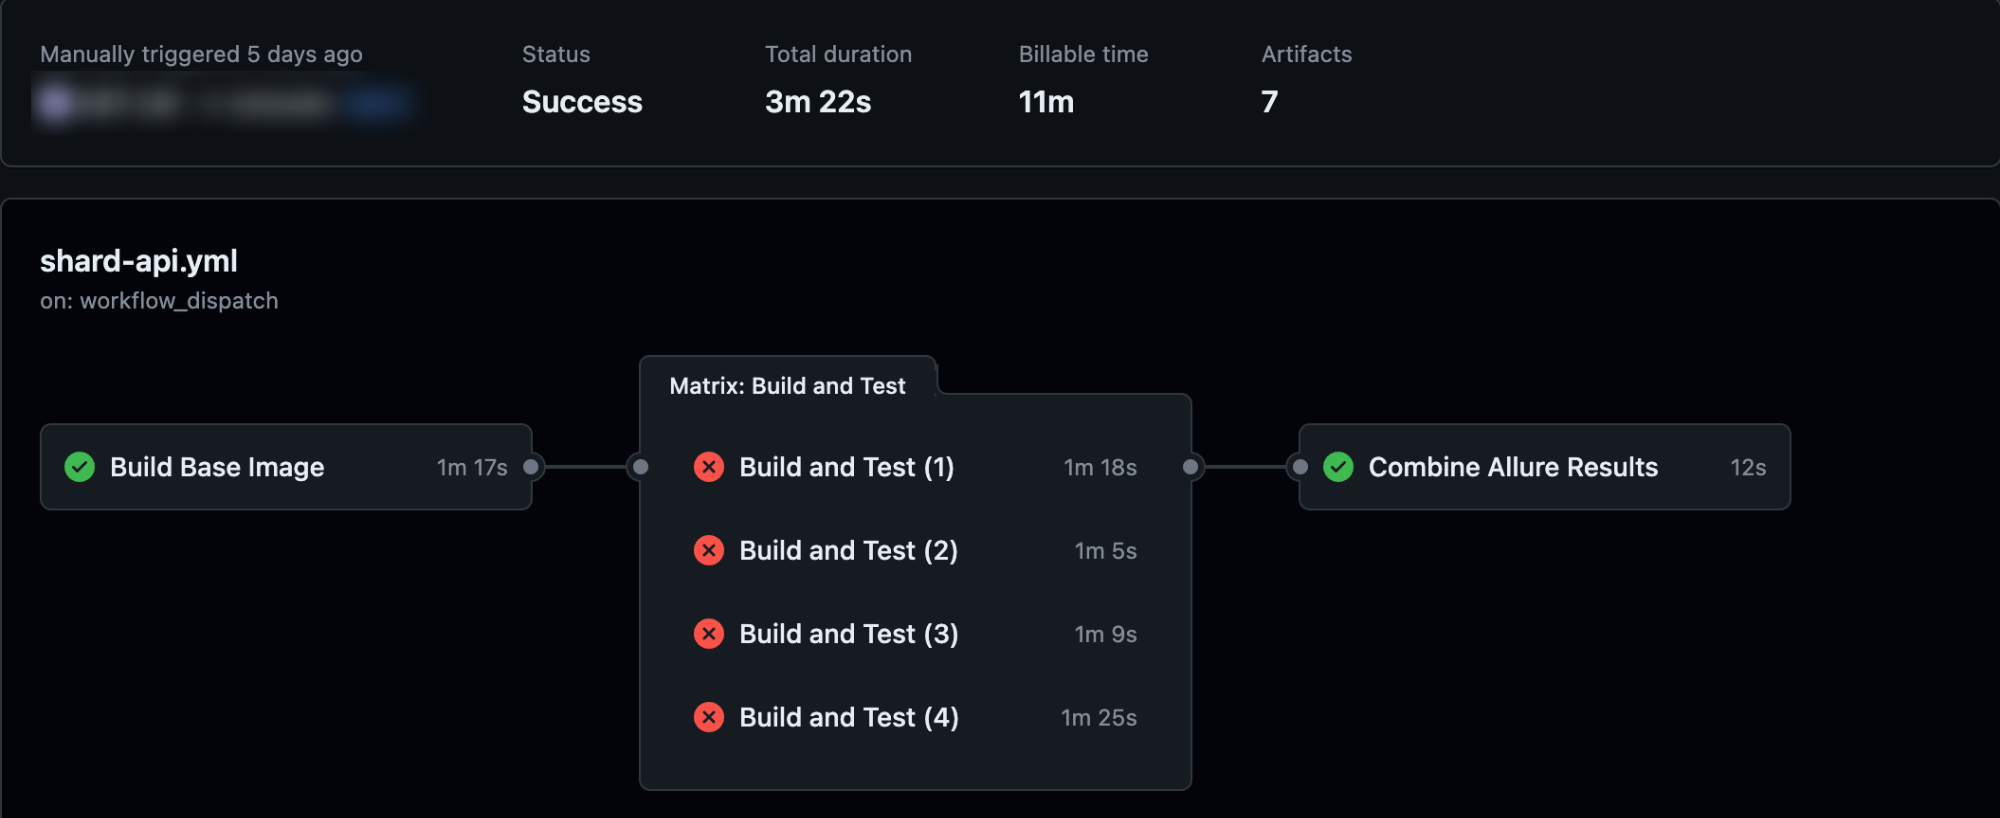 Manually triggered 5 days ago
Status
Success
Total duration
3m 22s
Billable time
11m
Artifacts
7
shard-api.yml
on: workflow_dispatch
Build Base Image 1m 17s
Matrix: Build and Test
Build and Test (1) 1m 18s
Build and Test (2) 1m 5s
Build and Test (3) 1m 9s
Build and Test (4) 1m 25s
Combine Allure Results 12s